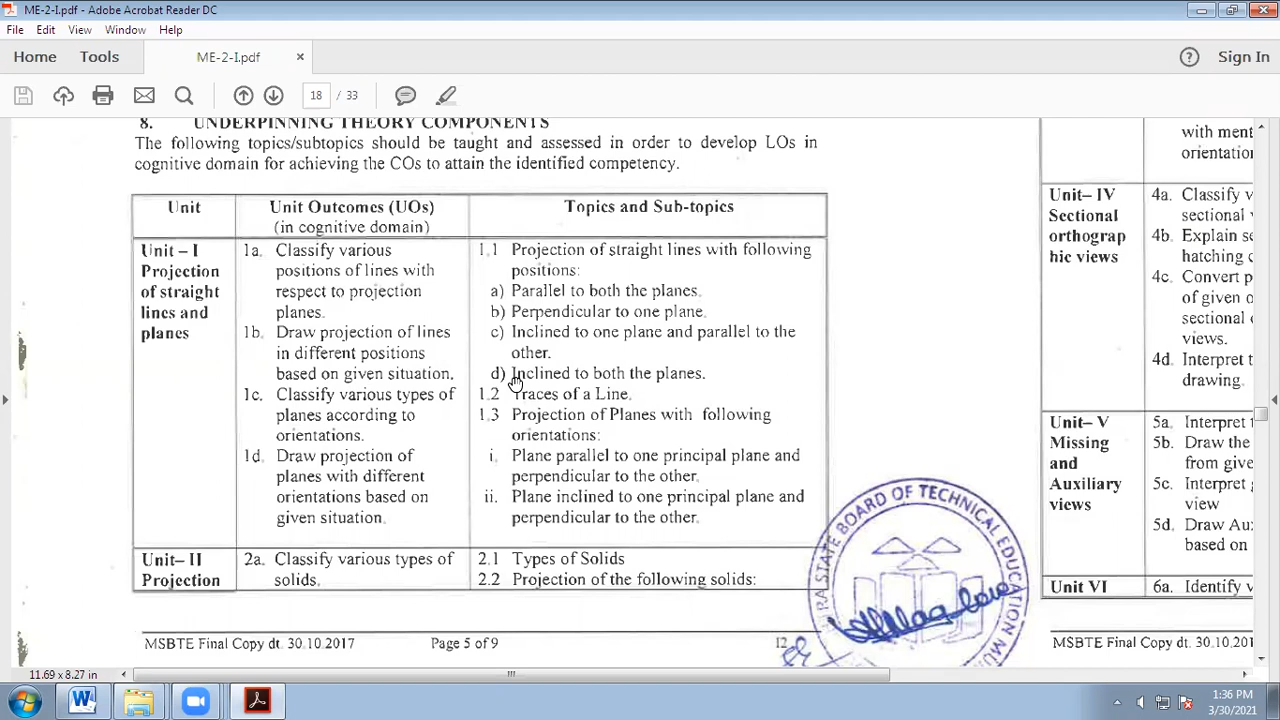 ME-2-I.pdf - Adobe Acrobat Reader DC
File Edit View Window Help
Home Tools ME-2-I.pdf × ? Sign In
18 / 33
8. UNDERPINNING THEORY COMPONENTS
The following topics/subtopics should be taught and assessed in order to develop LOs in
cognitive domain for achieving the COs to attain the identified competency.
Unit
Unit Outcomes (UOs)
(in cognitive domain)
Topics and Sub-topics
Unit – I
Projection
of straight
lines and
planes
1a. Classify various
positions of lines with
respect to projection
planes.
1b. Draw projection of lines
in different positions
based on given situation.
1c. Classify various types of
planes according to
orientations.
1d. Draw projection of
planes with different
orientations based on
given situation.
1.1 Projection of straight lines with following
positions:
a) Parallel to both the planes.
b) Perpendicular to one plane.
c) Inclined to one plane and parallel to the
other.
d) Inclined to both the planes.
1.2 Traces of a Line.
1.3 Projection of Planes with following
orientations:
i. Plane parallel to one principal plane and
perpendicular to the other.
ii. Plane inclined to one principal plane and
perpendicular to the other.
Unit– II
Projection
2a. Classify various types of
solids.
2.1 Types of Solids
2.2 Projection of the following solids:
MSBTE Final Copy dt. 30.10.2017 Page 5 of 9 12
STATE BOARD OF TECHNICAL EDUCATION
with
Unit– IV
Sectional
orthograp
hic views
4a. Classify
sectional
4b. Explain
hatching
4c. Convert
of given
sectional
views.
4d. Interpret
drawing.
Unit– V
Missing
and
Auxiliary
views
5a. Interpret
5b. Draw the
from
5c. Interpret
view
5d. Draw
based on
Unit VI
6a. Identify
MSBTE Final Copy dt. 30.10.20
11.69 x 8.27 in
1:36 PM
3/30/2021